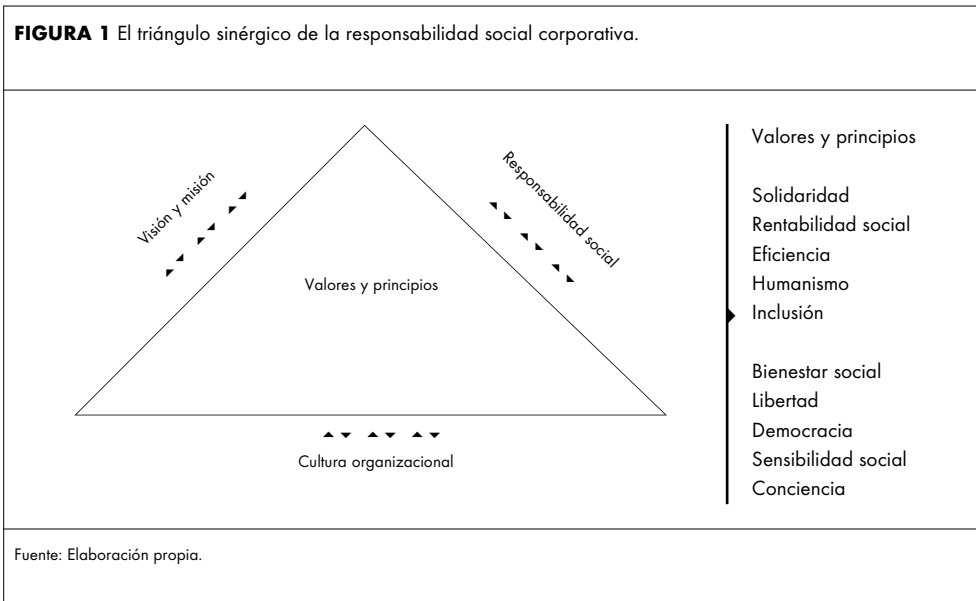 FIGURA 1 El triángulo sinérgico de la responsabilidad social corporativa.
Visión y misión
Responsabilidad social
Valores y principios
Cultura organizacional
Valores y principios
Solidaridad
Rentabilidad social
Eficiencia
Humanismo
Inclusión
Bienestar social
Libertad
Democracia
Sensibilidad social
Conciencia
Fuente: Elaboración propia.